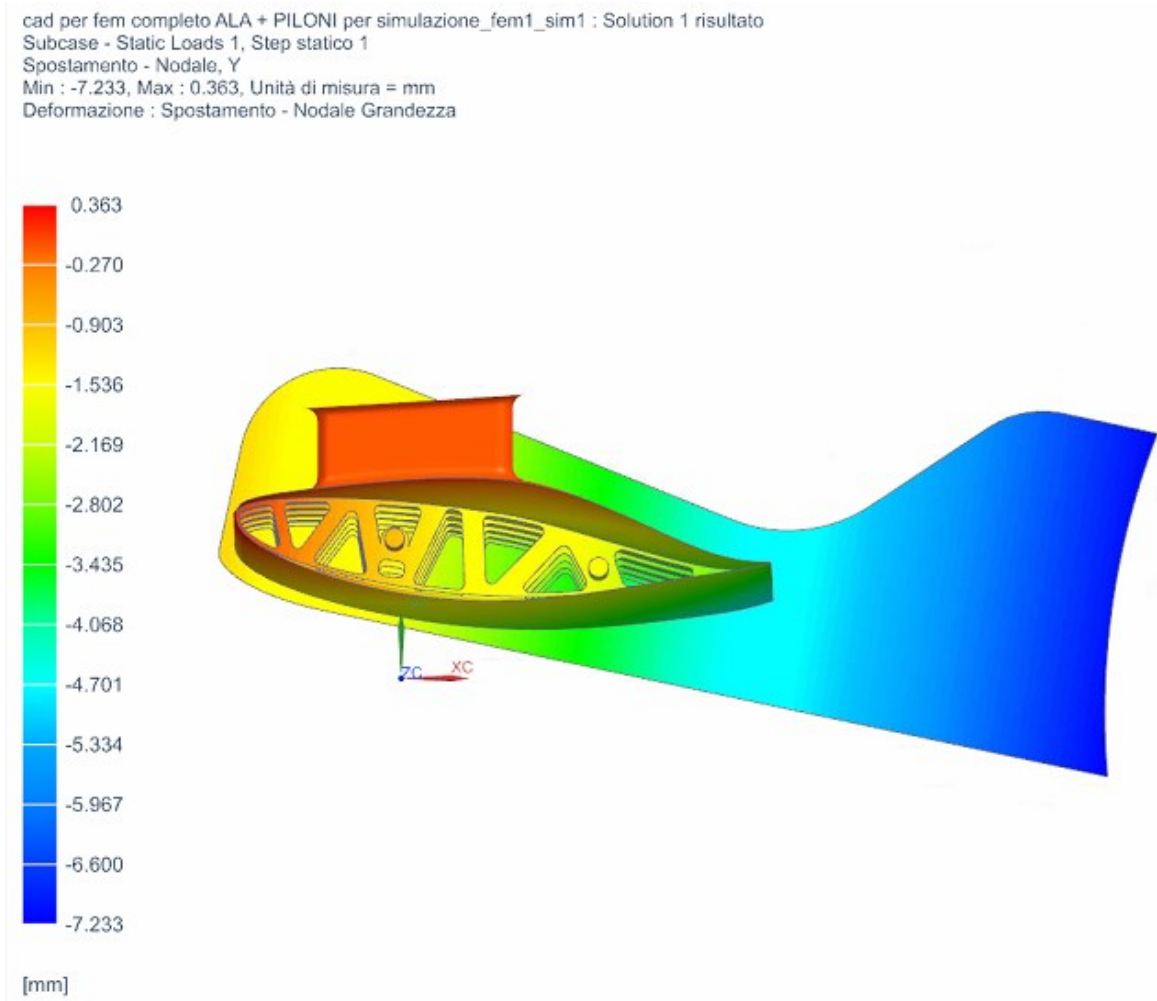 cad per fem completo ALA + PILONI per simulazione_fem1_sim1 : Solution 1 risultato
Subcase - Static Loads 1, Step statico 1
Spostamento - Nodale, Y
Min : -7.233, Max : 0.363, Unità di misura = mm
Deformazione : Spostamento - Nodale Grandezza
0.363
-0.270
-0.903
-1.536
-2.169
-2.802
-3.435
-4.068
-4.701
-5.334
-5.967
-6.600
-7.233
[mm]
ZC
XC